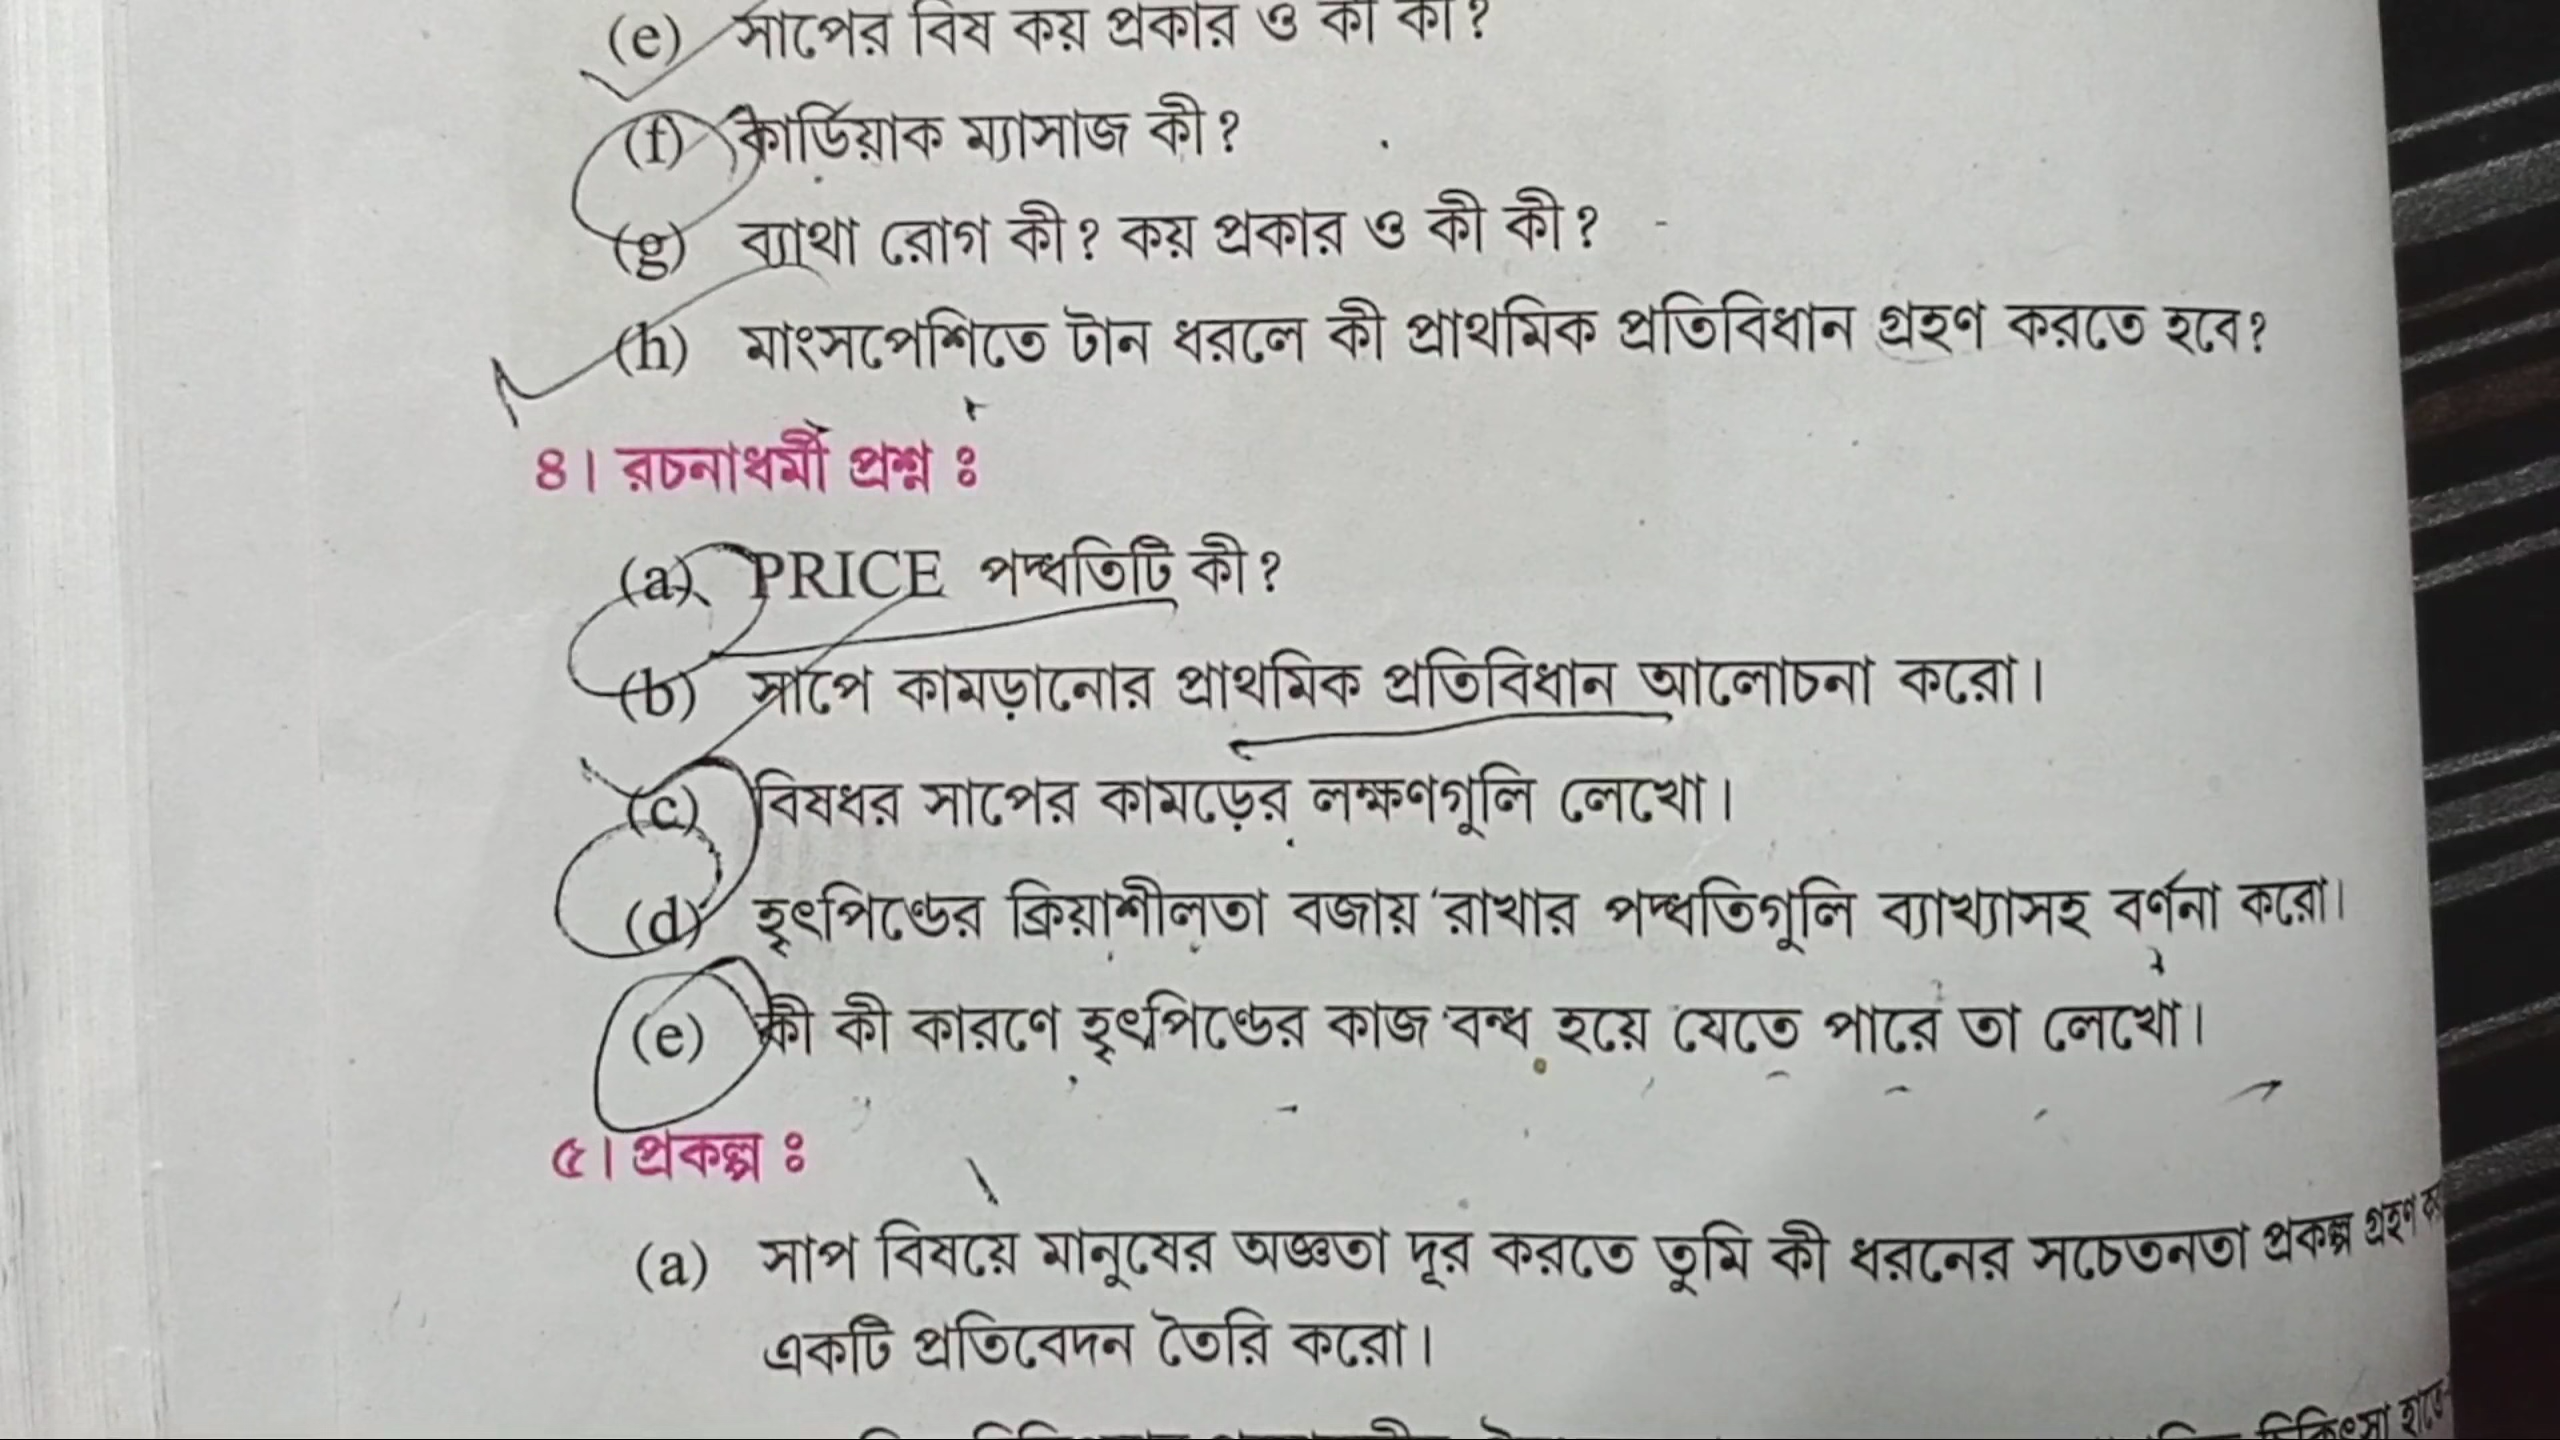 (e) সাপের বিষ কয় প্রকার ও কী কী?
(f) কার্ডিয়াক ম্যাসাজ কী?
(g) ব্যাথা রোগ কী? কয় প্রকার ও কী কী?
(h) মাংসপেশিতে টান ধরলে কী প্রাথমিক প্রতিবিধান গ্রহণ করতে হবে?
৪। রচনাধর্মী প্রশ্ন ঃ
(a) PRICE পদ্ধতিটি কী?
(b) সাপে কামড়ানোর প্রাথমিক প্রতিবিধান আলোচনা করো।
(c) বিষধর সাপের কামড়ের লক্ষণগুলি লেখো।
(d) হৃৎপিণ্ডের ক্রিয়াশীলতা বজায় রাখার পদ্ধতিগুলি ব্যাখ্যাসহ বর্ণনা করো।
(e) কী কী কারণে হৃৎপিণ্ডের কাজ বন্ধ হয়ে যেতে পারে তা লেখো।
৫। প্রকল্প ঃ
(a) সাপ বিষয়ে মানুষের অজ্ঞতা দূর করতে তুমি কী ধরনের সচেতনতা প্রকল্প গ্রহণ
একটি প্রতিবেদন তৈরি করো।